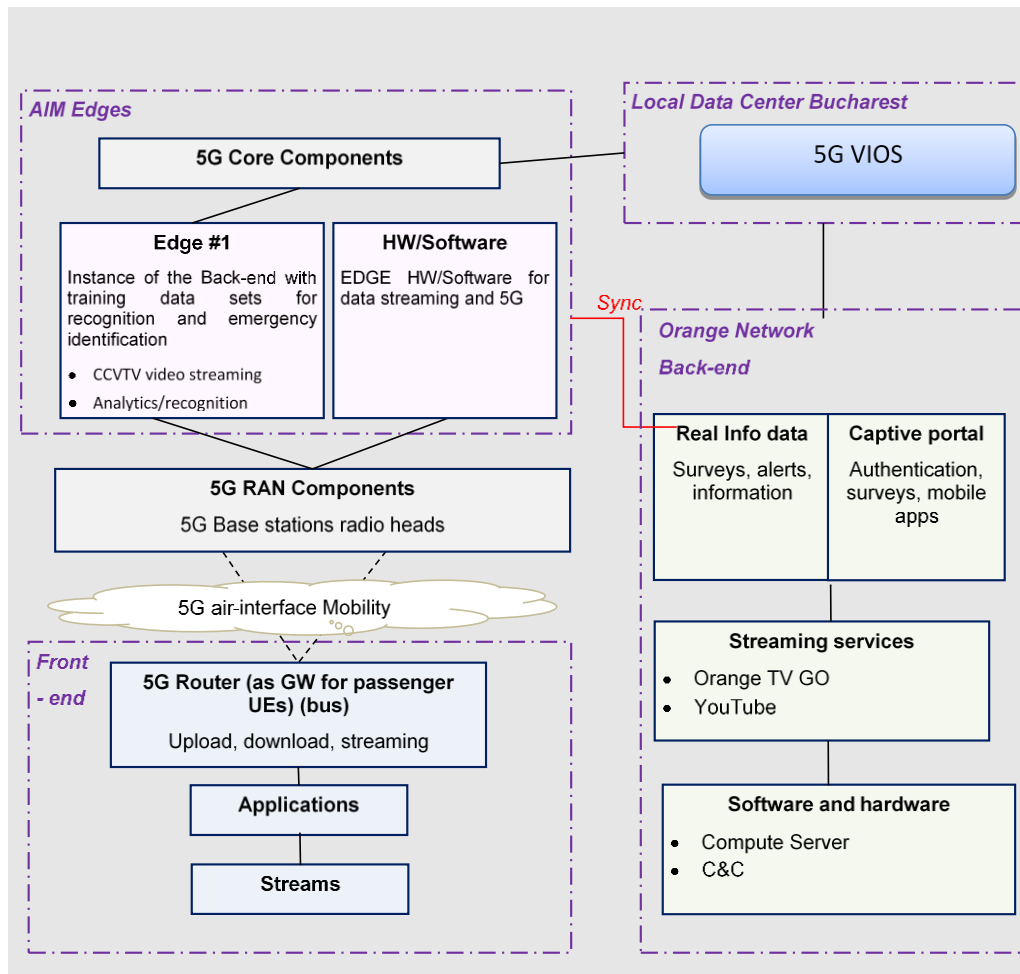 AIM Edges
5G Core Components
Edge #1
Instance of the Back-end with
training data sets for
recognition and emergency
identification
• CCVTV video streaming
• Analytics/recognition
HW/Software
EDGE HW/Software for
data streaming and 5G
5G RAN Components
5G Base stations radio heads
5G air-interface Mobility
Front
- end
5G Router (as GW for passenger
UEs) (bus)
Upload, download, streaming
Applications
Streams
Local Data Center Bucharest
5G VIOS
Sync
Orange Network
Back-end
Real Info data
Surveys, alerts,
information
Captive portal
Authentication,
surveys, mobile
apps
Streaming services
• Orange TV GO
• YouTube
Software and hardware
• Compute Server
• C&C